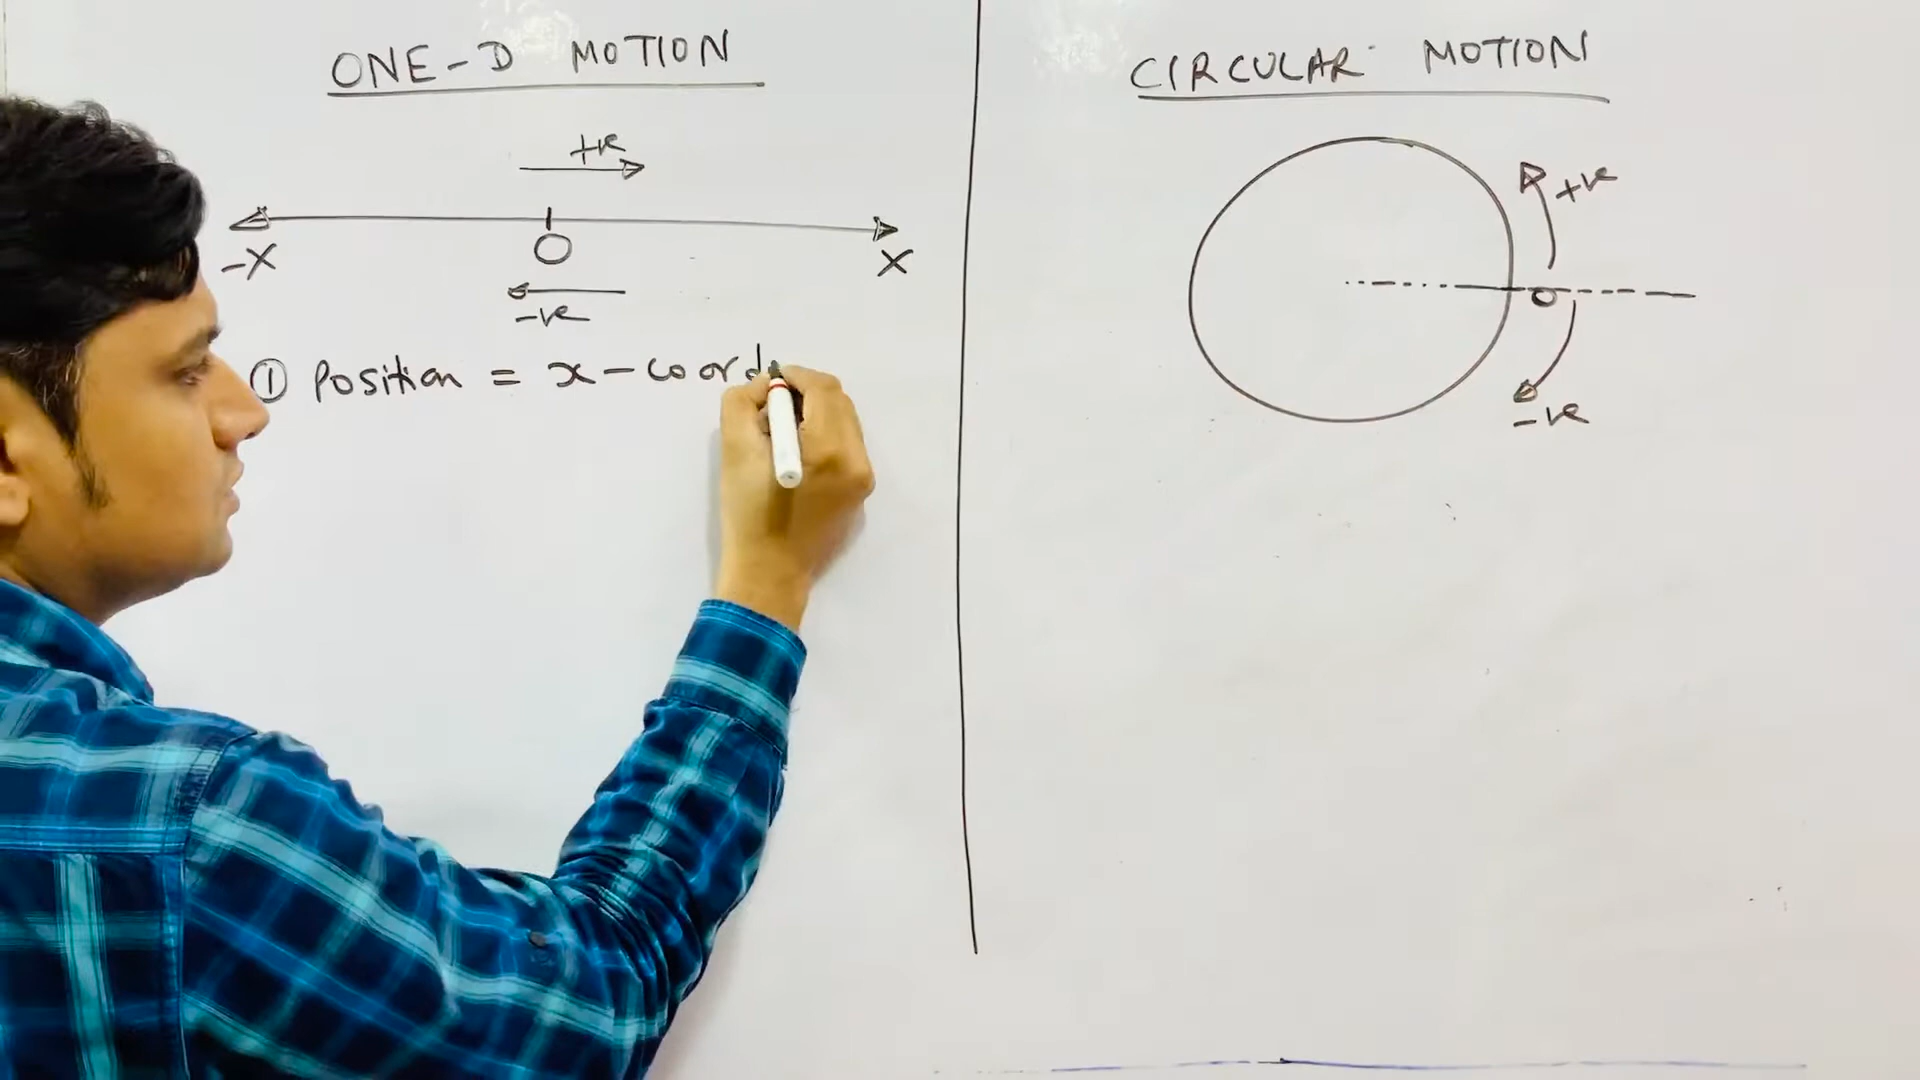 ONE-D MOTION
+ve
-X O X
-ve
① Position = x-coord
CIRCULAR MOTION
+ve
O
-ve